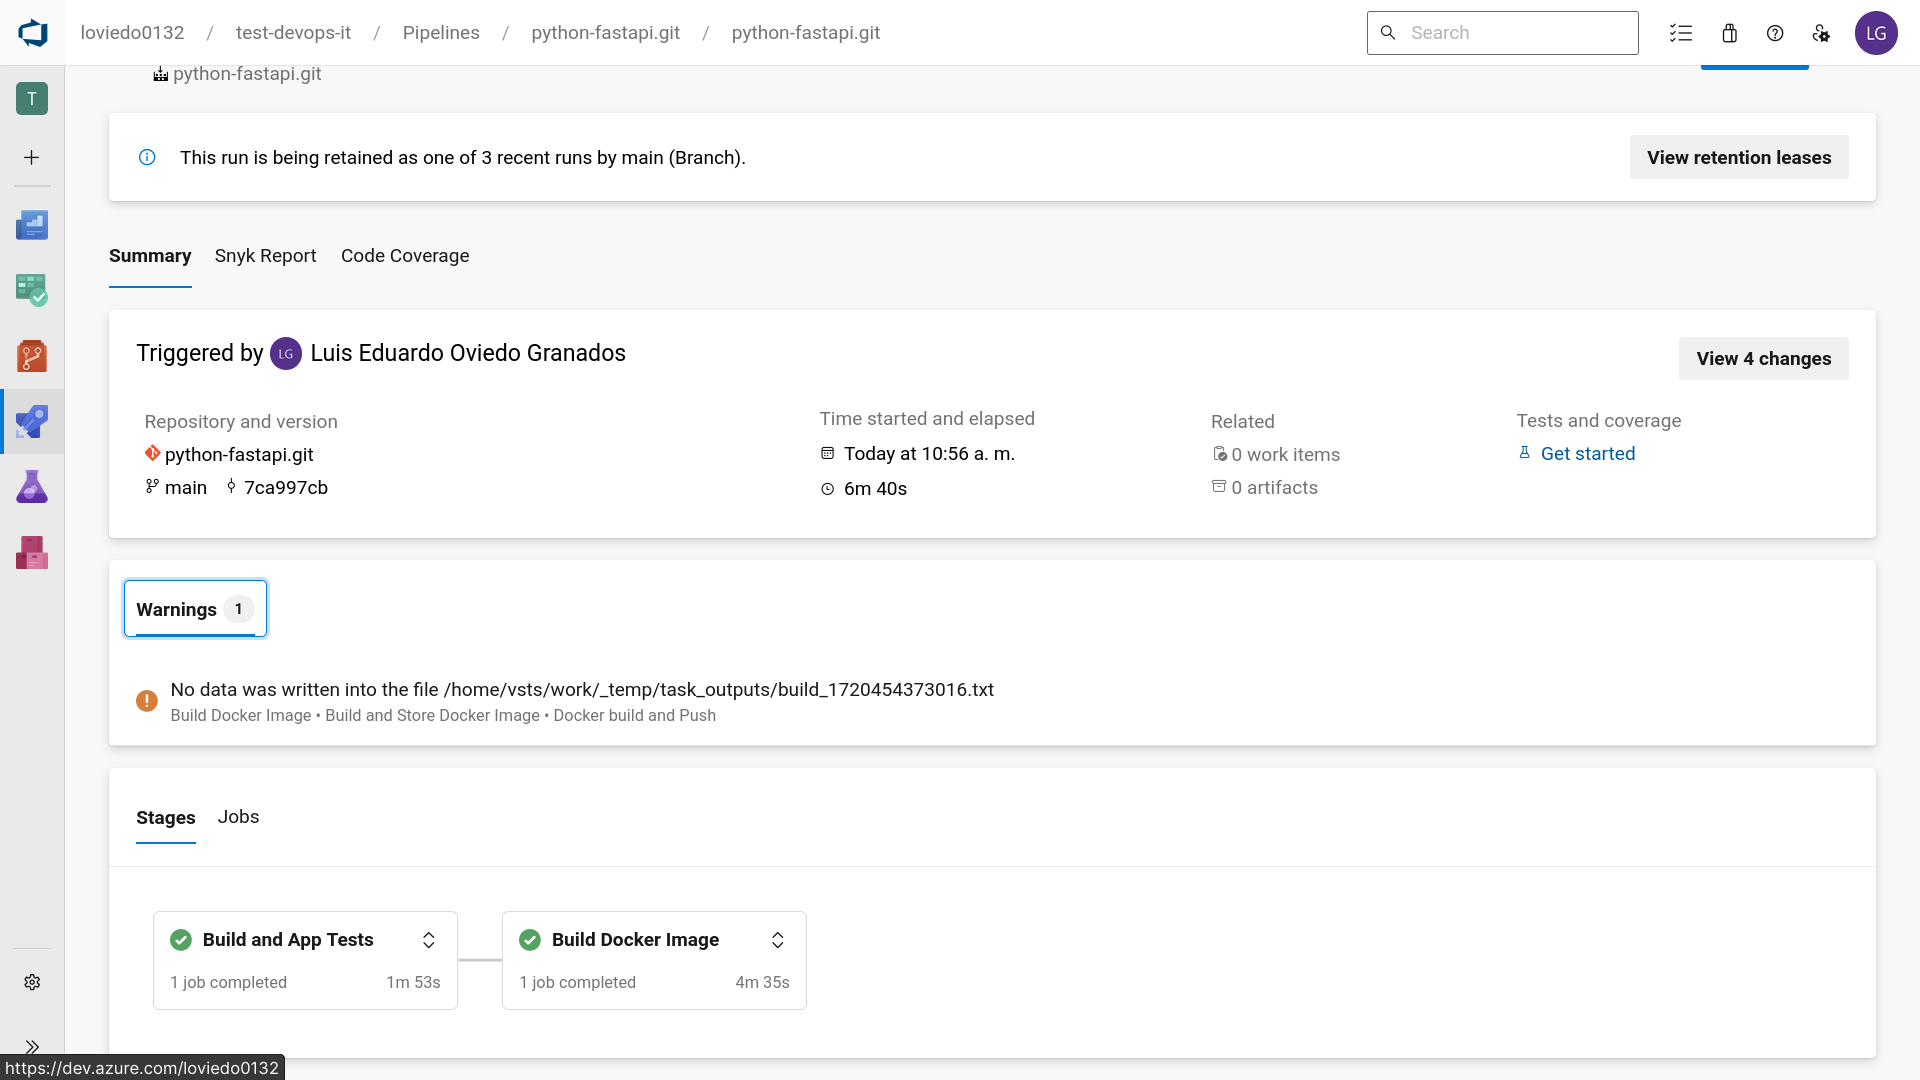 loviedo0132 / test-devops-it / Pipelines / python-fastapi.git / python-fastapi.git
Search
LG
python-fastapi.git
T
This run is being retained as one of 3 recent runs by main (Branch).
View retention leases
Summary Snyk Report Code Coverage
Triggered by LG Luis Eduardo Oviedo Granados
View 4 changes
Repository and version
python-fastapi.git
main 7ca997cb
Time started and elapsed
Today at 10:56 a. m.
6m 40s
Related
0 work items
0 artifacts
Tests and coverage
Get started
Warnings 1
No data was written into the file /home/vsts/work/_temp/task_outputs/build_1720454373016.txt
Build Docker Image • Build and Store Docker Image • Docker build and Push
Stages Jobs
Build and App Tests
1 job completed 1m 53s
Build Docker Image
1 job completed 4m 35s
https://dev.azure.com/loviedo0132